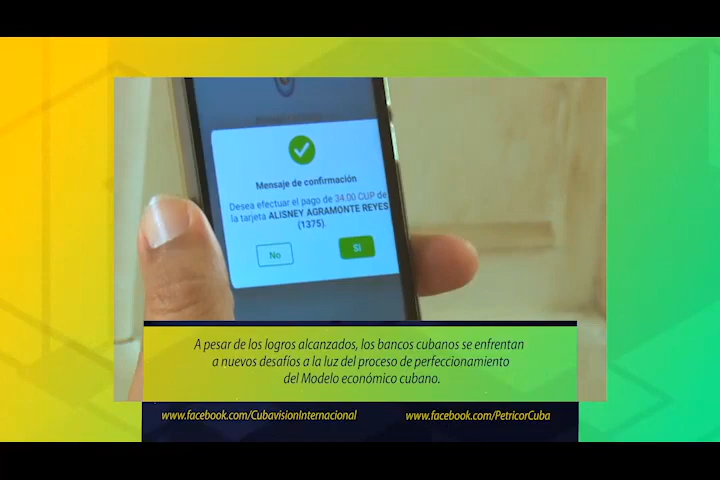 Mensaje de confirmación
Desea efectuar el pago de 34.00 CUP de
la tarjeta ALISNEY AGRAMONTE REYES
(1375).
No
Si
A pesar de los logros alcanzados, los bancos cubanos se enfrentan
a nuevos desafíos a la luz del proceso de perfeccionamiento
del Modelo económico cubano.
www.facebook.com/CubavisionInternacional
www.facebook.com/PetricorCuba